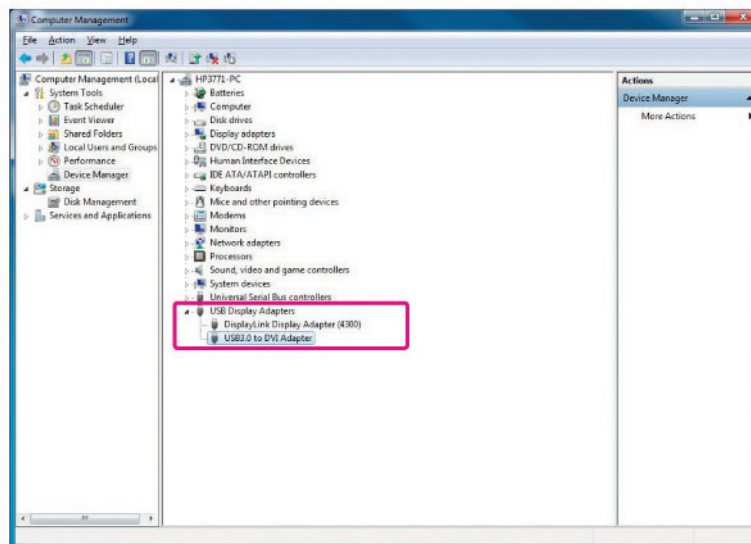 Computer Management
File Action View Help
Computer Management (Local
System Tools
Task Scheduler
Event Viewer
Shared Folders
Local Users and Groups
Performance
Device Manager
Storage
Disk Management
Services and Applications
HP3771-PC
Batteries
Computer
Disk drives
Display adapters
DVD/CD-ROM drives
Human Interface Devices
IDE ATA/ATAPI controllers
Keyboards
Mice and other pointing devices
Modems
Monitors
Network adapters
Processors
Sound, video and game controllers
System devices
Universal Serial Bus controllers
USB Display Adapters
DisplayLink Display Adapter (4300)
USB3.0 to DVI Adapter
Actions
Device Manager
More Actions